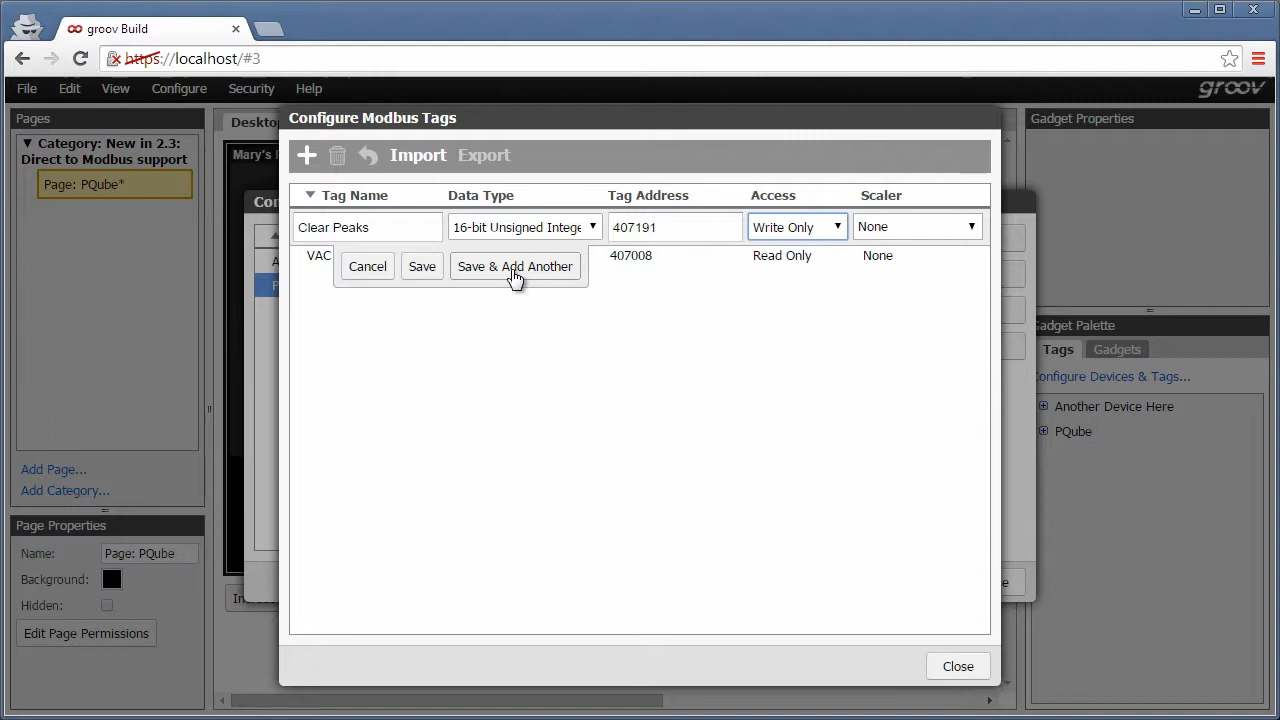 groov Build
https://localhost/#3
File Edit View Configure Security Help
groov
Pages
Category: New in 2.3:
Direct to Modbus support
Page: PQube*
Add Page...
Add Category...
Page Properties
Name: Page: PQube
Background:
Hidden:
Edit Page Permissions
Configure Modbus Tags
Import Export
Tag Name Data Type Tag Address Access Scaler
Clear Peaks 16-bit Unsigned Intege 407191 Write Only None
VAC 407008 Read Only None
Cancel Save Save & Add Another
Close
Gadget Properties
Gadget Palette
Tags Gadgets
Configure Devices & Tags...
Another Device Here
PQube